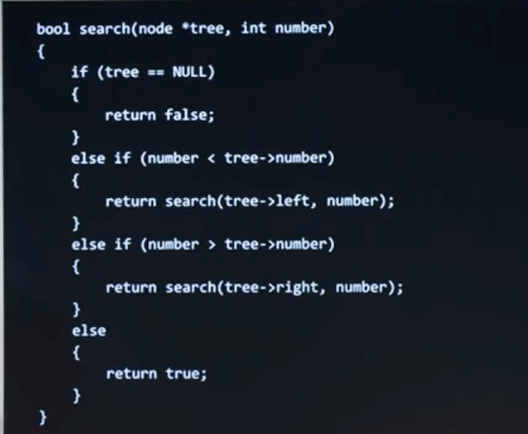 bool search(node *tree, int number)
{
    if (tree == NULL)
    {
        return false;
    }
    else if (number < tree->number)
    {
        return search(tree->left, number);
    }
    else if (number > tree->number)
    {
        return search(tree->right, number);
    }
    else
    {
        return true;
    }
}